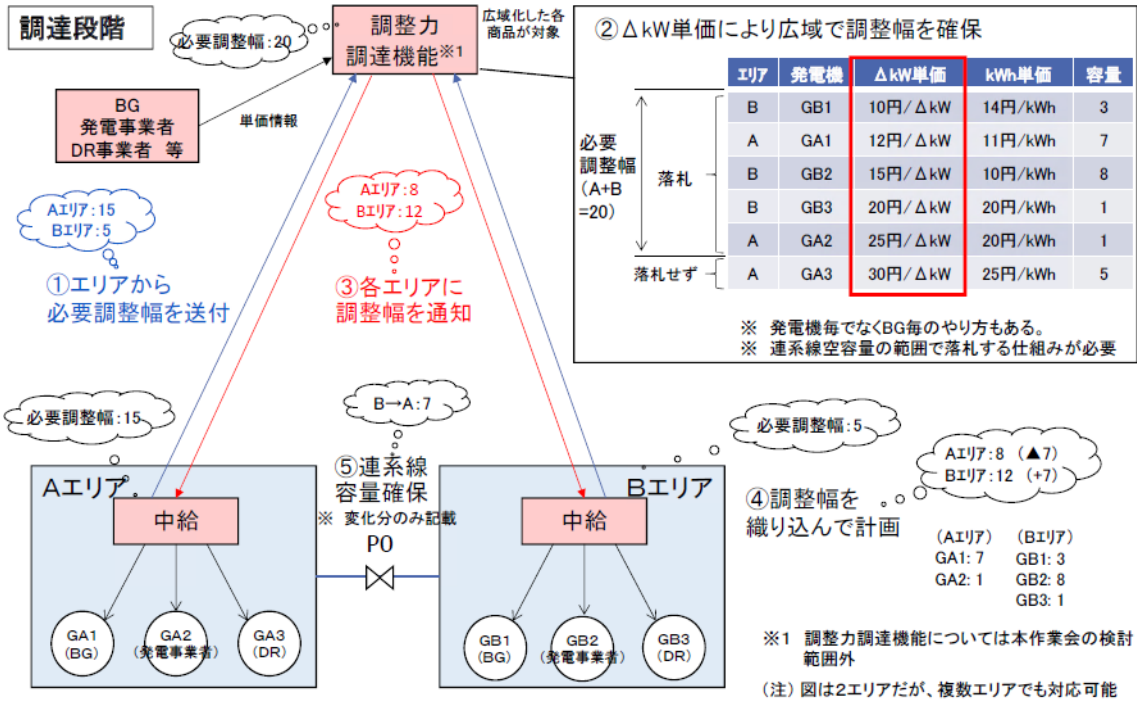 調達段階
必要調整幅:20
調整力
調達機能※1
広域化した各
商品が対象
BG
発電事業者
DR事業者 等
単価情報
②ΔkW単価により広域で調整幅を確保
エリア 発電機 ΔkW単価 kWh単価 容量
B GB1 10円/ΔkW 14円/kWh 3
A GA1 12円/ΔkW 11円/kWh 7
B GB2 15円/ΔkW 10円/kWh 8
B GB3 20円/ΔkW 20円/kWh 1
A GA2 25円/ΔkW 20円/kWh 1
A GA3 30円/ΔkW 25円/kWh 5
必要
調整幅
(A+B
=20)
落札
落札せず
※ 発電機毎でなくBG毎のやり方もある。
※ 連系線空容量の範囲で落札する仕組みが必要
Aエリア:15
Bエリア:5
①エリアから
必要調整幅を送付
Aエリア:8
Bエリア:12
③各エリアに
調整幅を通知
必要調整幅:15
B→A:7
⑤連系線
容量確保
※ 変化分のみ記載
PO
必要調整幅:5
Aエリア:8 (▲7)
Bエリア:12 (+7)
④調整幅を
織り込んで計画
(Aエリア) (Bエリア)
GA1: 7 GB1: 3
GA2: 1 GB2: 8
GB3: 1
Aエリア
中給
GA1
(BG)
GA2
(発電事業者)
GA3
(DR)
Bエリア
中給
GB1
(BG)
GB2
(発電事業者)
GB3
(DR)
※1 調整力調達機能については本作業会の検討
範囲外
(注) 図は2エリアだが、複数エリアでも対応可能